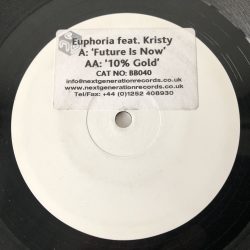 Euphoria feat. Kristy
A: 'Future Is Now'
AA: '10% Gold'
CAT NO: BB040
info@nextgenerationrecords.co.uk
www.nextgenerationrecords.co.uk
Tel/Fax: +44 (0)1252 408930